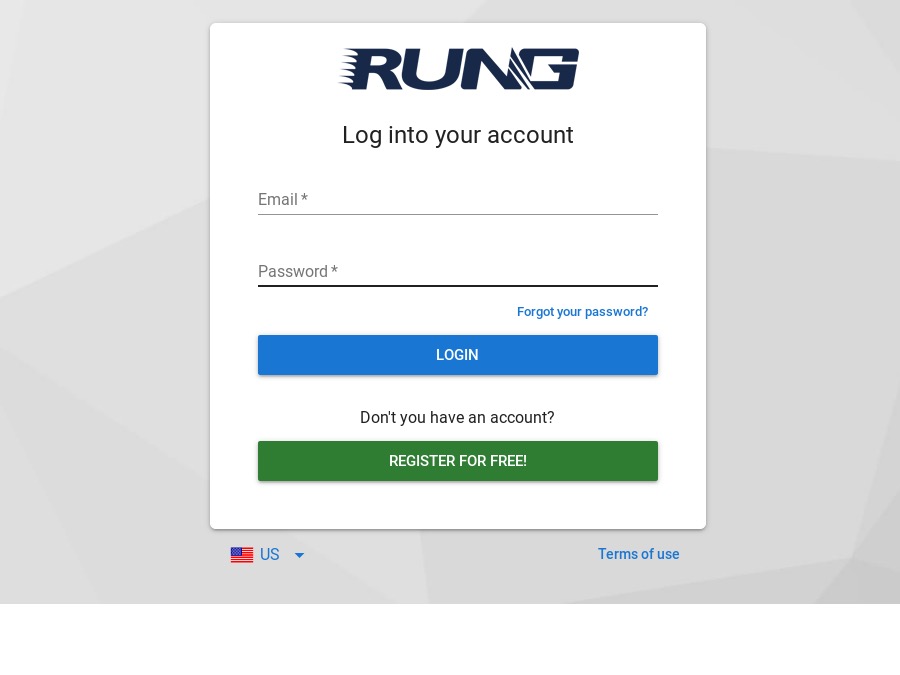 RUNG
Log into your account
Email *
Password *
Forgot your password?
LOGIN
Don't you have an account?
REGISTER FOR FREE!
US
Terms of use